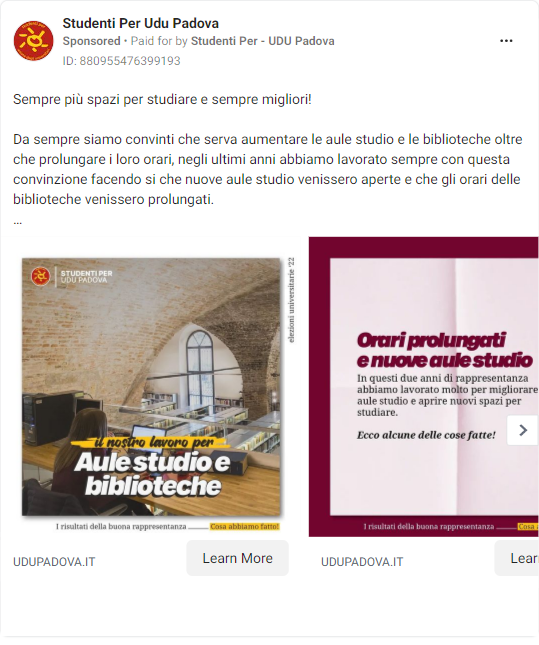 Studenti Per Udu Padova
Sponsored • Paid for by Studenti Per - UDU Padova
ID: 880955476399193
Sempre più spazi per studiare e sempre migliori!
Da sempre siamo convinti che serva aumentare le aule studio e le biblioteche oltre
che prolungare i loro orari, negli ultimi anni abbiamo lavorato sempre con questa
convinzione facendo si che nuove aule studio venissero aperte e che gli orari delle
biblioteche venissero prolungati.
...
STUDENTI PER
UDU PADOVA
elezioni universitarie '22
il nostro lavoro per
Aule studio e
biblioteche
I risultati della buona rappresentanza Cosa abbiamo fatto!
UDUPADOVA.IT
Learn More
Orari prolungati
e nuove aule studio
In questi due anni di rappresentanza
abbiamo lavorato molto per migliorare
aule studio e aprire nuovi spazi per
studiare.
Ecco alcune delle cose fatte!
I risultati della buona rappresentanza Cosa
UDUPADOVA.IT
Lear